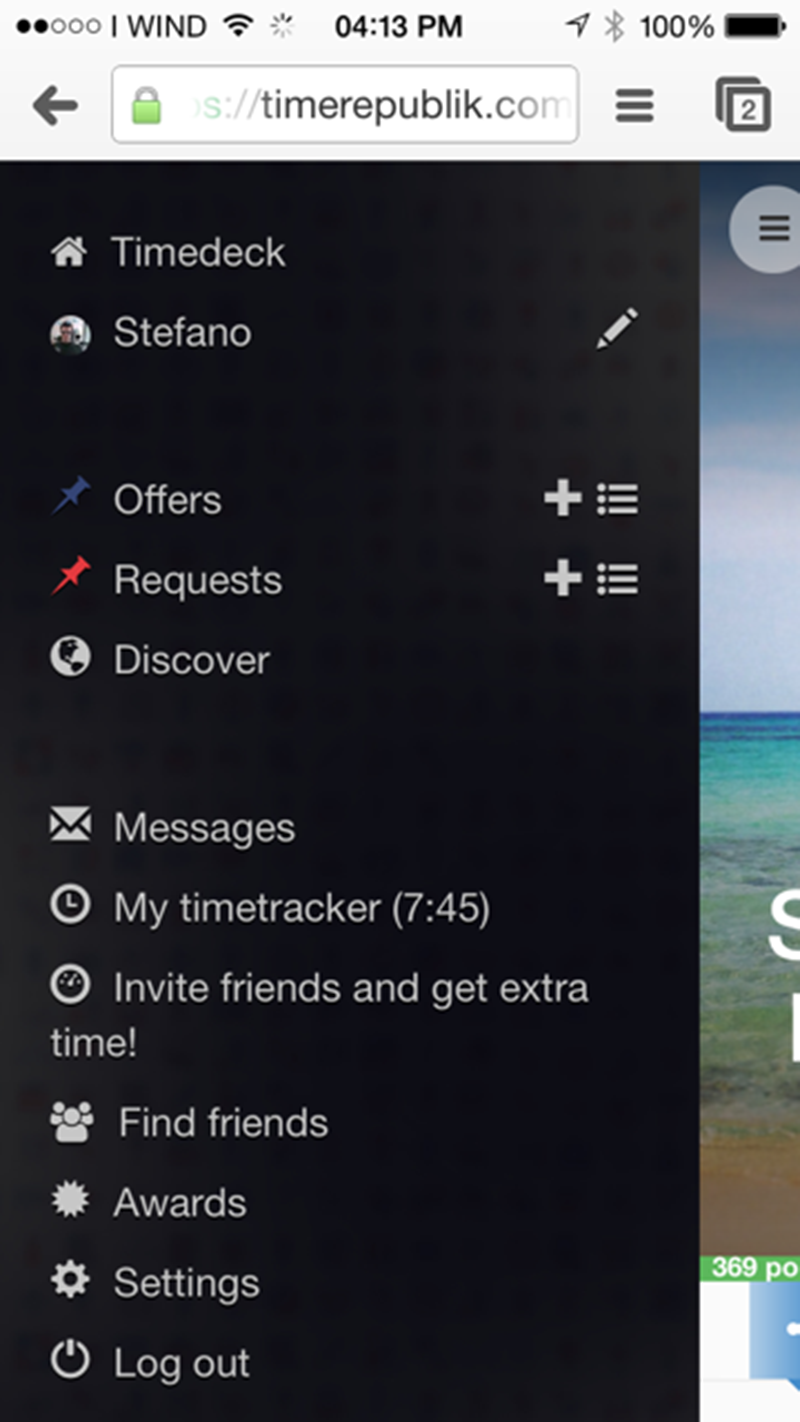 I WIND 04:13 PM 100%
s://timerepublik.com
2
Timedeck
Stefano
Offers
Requests
Discover
Messages
My timetracker (7:45)
Invite friends and get extra
time!
Find friends
Awards
Settings
Log out
S
369 po